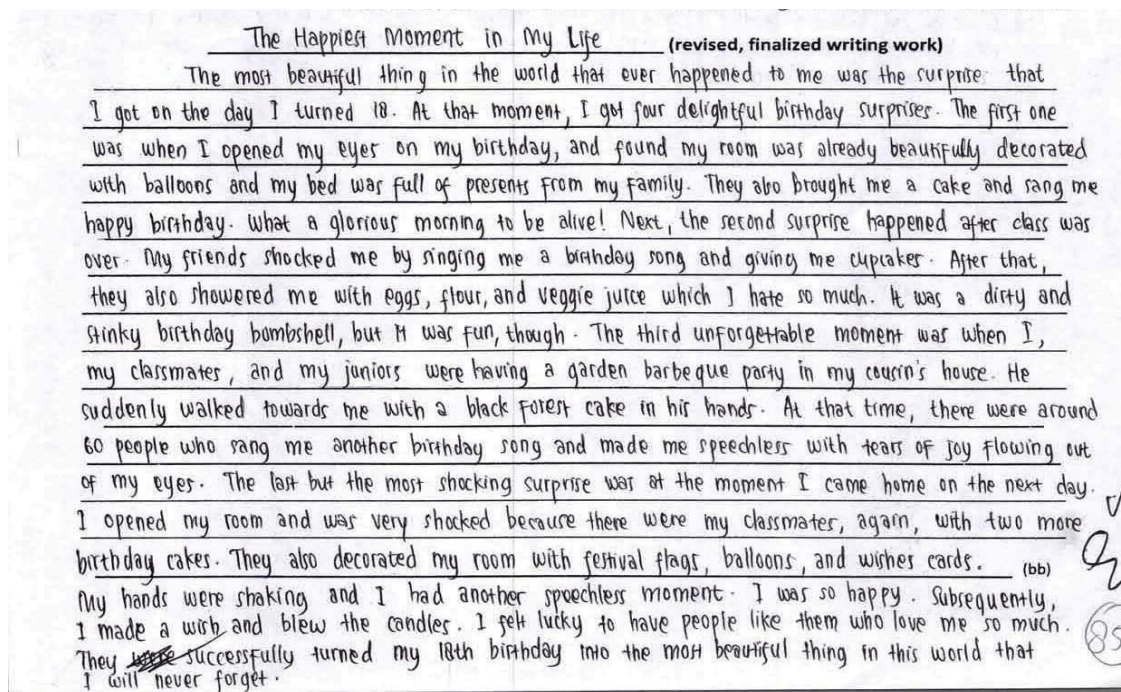 The Happiest Moment in My Life (revised, finalized writing work)
The most beautiful thing in the world that ever happened to me was the surprise that
I got on the day I turned 18. At that moment, I got four delightful birthday surprises. The first one
was when I opened my eyes on my birthday, and found my room was already beautifully decorated
with balloons and my bed was full of presents from my family. They also brought me a cake and sang me
happy birthday. What a glorious morning to be alive! Next, the second surprise happened after class was
over. My friends shocked me by singing me a birthday song and giving me cupcakes. After that,
they also showered me with eggs, flour, and veggie juice which I hate so much. It was a dirty and
stinky birthday bombshell, but it was fun, though. The third unforgettable moment was when I,
my classmates, and my juniors were having a garden barbeque party in my cousin's house. He
suddenly walked towards me with a black forest cake in his hands. At that time, there were around
60 people who sang me another birthday song and made me speechless with tears of joy flowing out
of my eyes. The last but the most shocking surprise was at the moment I came home on the next day.
I opened my room and was very shocked because there were my classmates, again, with two more
birthday cakes. They also decorated my room with festival flags, balloons, and wishes cards. (bb)
My hands were shaking and I had another speechless moment. I was so happy. Subsequently,
I made a wish and blew the candles. I felt lucky to have people like them who love me so much.
They successfully turned my 18th birthday into the most beautiful thing in this world that
I will never forget.
85